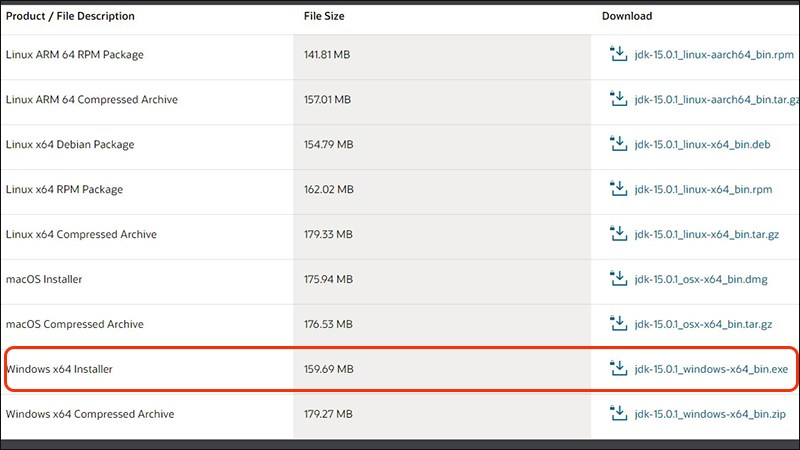 Product / File Description File Size Download
Linux ARM 64 RPM Package 141.81 MB jdk-15.0.1_linux-aarch64_bin.rpm
Linux ARM 64 Compressed Archive 157.01 MB jdk-15.0.1_linux-aarch64_bin.tar.gz
Linux x64 Debian Package 154.79 MB jdk-15.0.1_linux-x64_bin.deb
Linux x64 RPM Package 162.02 MB jdk-15.0.1_linux-x64_bin.rpm
Linux x64 Compressed Archive 179.33 MB jdk-15.0.1_linux-x64_bin.tar.gz
macOS Installer 175.94 MB jdk-15.0.1_osx-x64_bin.dmg
macOS Compressed Archive 176.53 MB jdk-15.0.1_osx-x64_bin.tar.gz
Windows x64 Installer 159.69 MB jdk-15.0.1_windows-x64_bin.exe
Windows x64 Compressed Archive 179.27 MB jdk-15.0.1_windows-x64_bin.zip